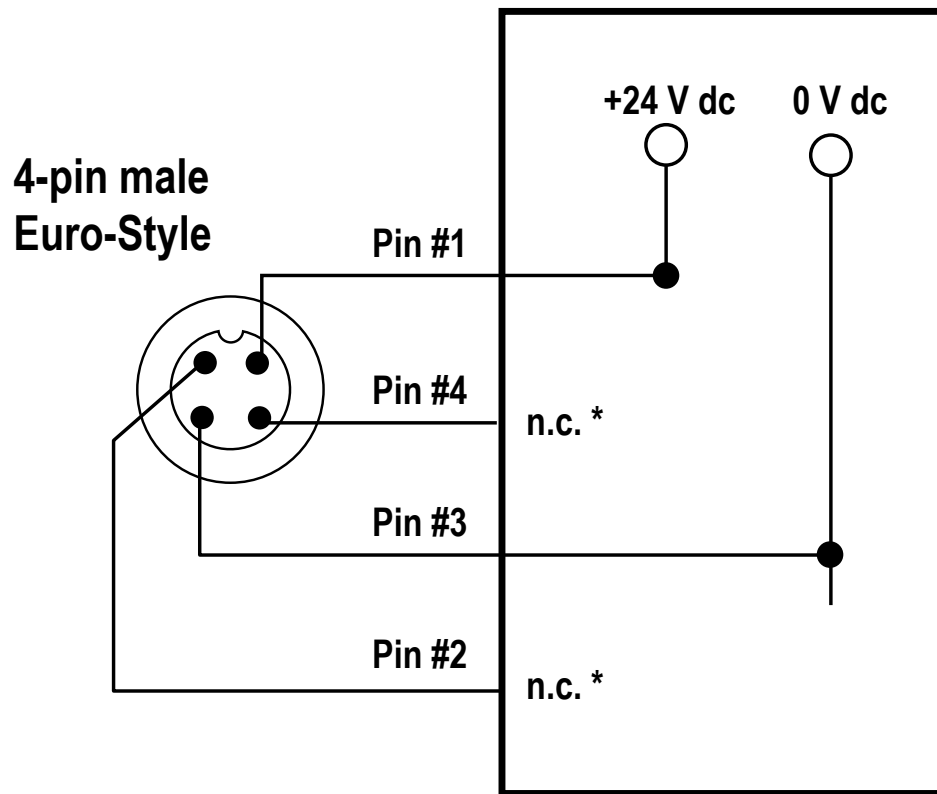 +24 V dc
0 V dc
4-pin male
Euro-Style
Pin #1
Pin #4
n.c. *
Pin #3
Pin #2
n.c. *